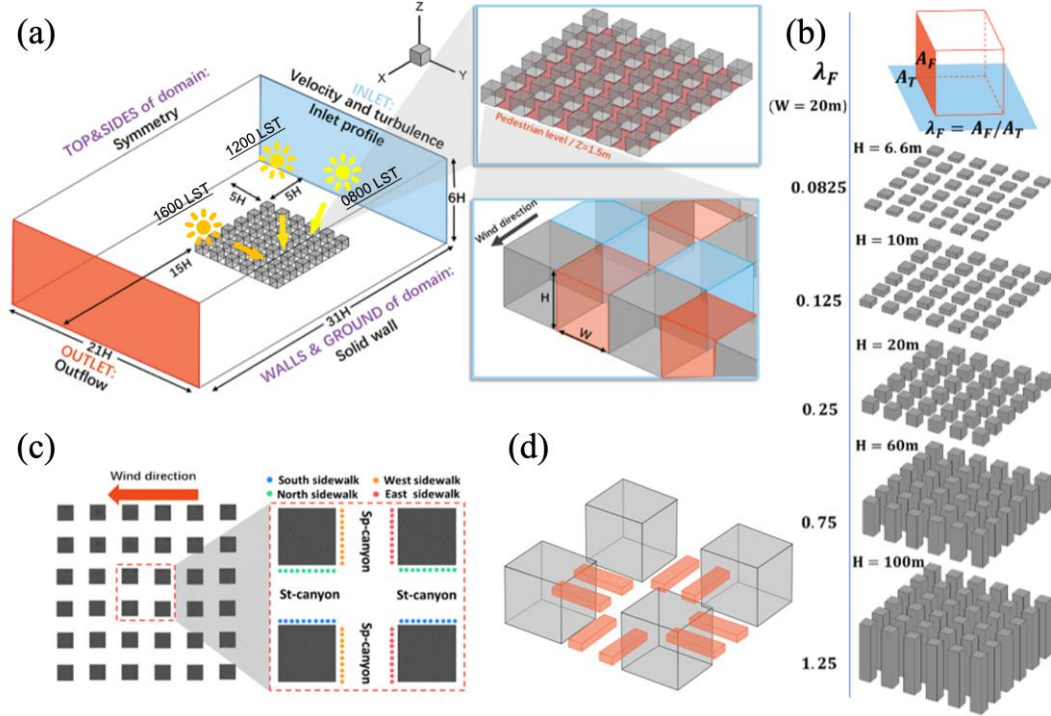 (a)
Z
X
Y
TOP&SIDES of domain:
Symmetry
INLET:
Velocity and turbulence
Inlet profile
1200 LST
1600 LST
0800 LST
5H
5H
6H
15H
31H
21H
OUTLET:
Outflow
WALLS & GROUND of domain:
Solid wall
Pedestrian level / Z=1.5m
Wind direction
H
W
(b)
λF
(W = 20m)
AF
AT
λF = AF/AT
H = 6.6m
0.0825
H = 10m
0.125
H = 20m
0.25
H = 60m
0.75
H = 100m
1.25
(c)
Wind direction
South sidewalk
West sidewalk
North sidewalk
East sidewalk
Sp-canyon
St-canyon
St-canyon
Sp-canyon
(d)